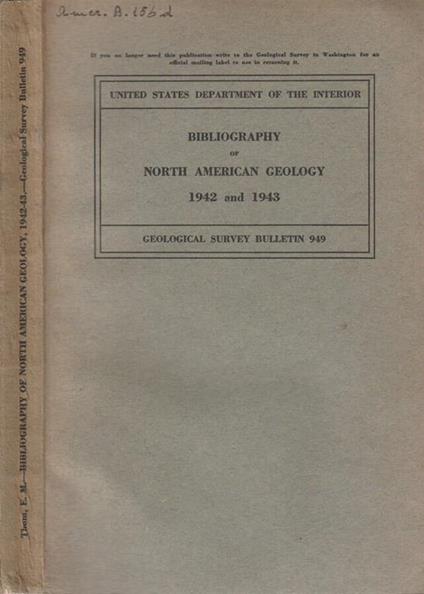 Amer. B. 156 d
If you no longer need this publication write to the Geological Survey in Washington for an
official mailing label to use in returning it.
UNITED STATES DEPARTMENT OF THE INTERIOR
BIBLIOGRAPHY
OF
NORTH AMERICAN GEOLOGY
1942 and 1943
GEOLOGICAL SURVEY BULLETIN 949
Thom, E. M.—BIBLIOGRAPHY OF NORTH AMERICAN GEOLOGY, 1942-43.—Geological Survey Bulletin 949